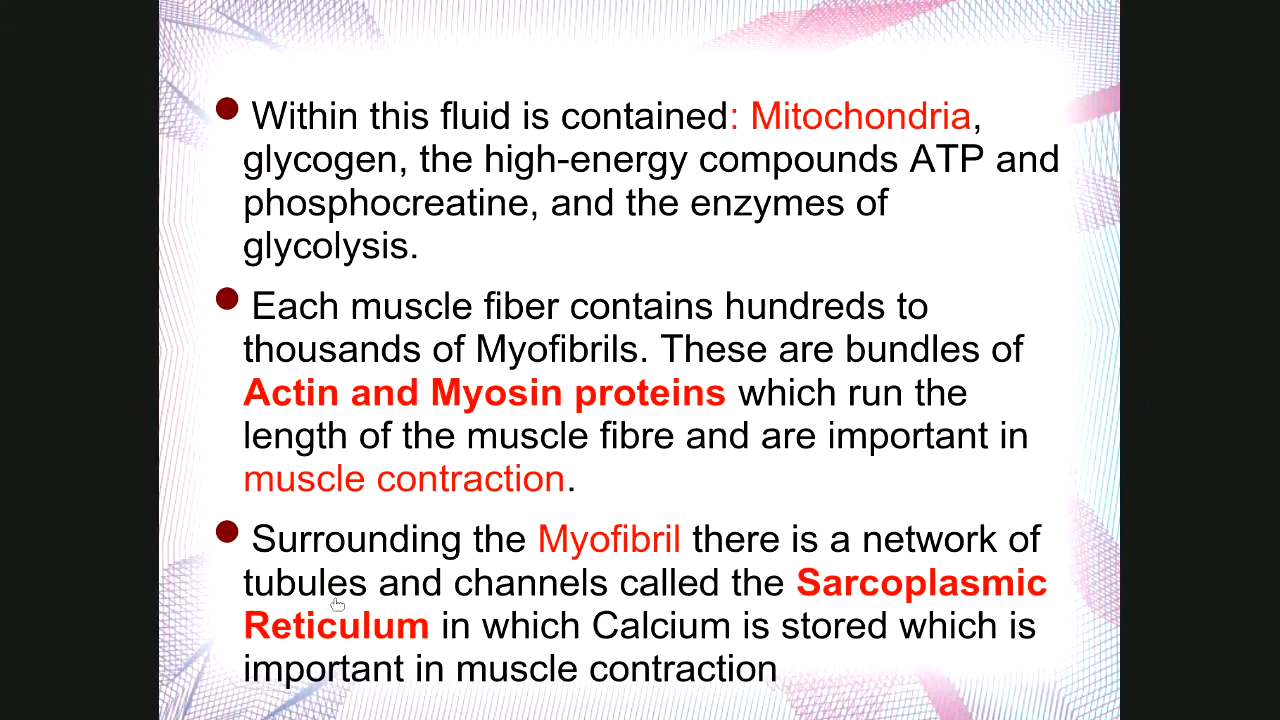 Within this fluid is contained: Mitochondria,
glycogen, the high-energy compounds ATP and
phosphocreatine, and the enzymes of
glycolysis.
Each muscle fiber contains hundreds to
thousands of Myofibrils. These are bundles of
Actin and Myosin proteins which run the
length of the muscle fibre and are important in
muscle contraction.
Surrounding the Myofibril there is a network of
tubules and channels called the Sarcoplasmic
Reticulum in which Calcium is stored which is
important in muscle contraction